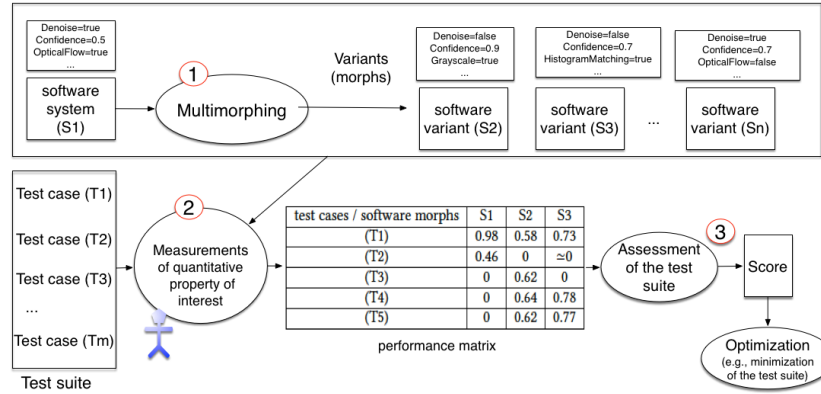 Denoise=true
Confidence=0.5
OpticalFlow=true
...
software
system
(S1)
1
Multimorphing
Variants
(morphs)
Denoise=false
Confidence=0.9
Grayscale=true
...
software
variant (S2)
Denoise=false
Confidence=0.7
HistogramMatching=true
...
software
variant (S3)
...
Denoise=true
Confidence=0.7
OpticalFlow=false
...
software
variant (Sn)
Test case (T1)
Test case (T2)
Test case (T3)
...
Test case (Tm)
Test suite
2
Measurements
of quantitative
property of
interest
test cases / software morphs S1 S2 S3
(T1) 0.98 0.58 0.73
(T2) 0.46 0 ≃0
(T3) 0 0.62 0
(T4) 0 0.64 0.78
(T5) 0 0.62 0.77
performance matrix
3
Assessment
of the test
suite
Score
Optimization
(e.g., minimization
of the test suite)